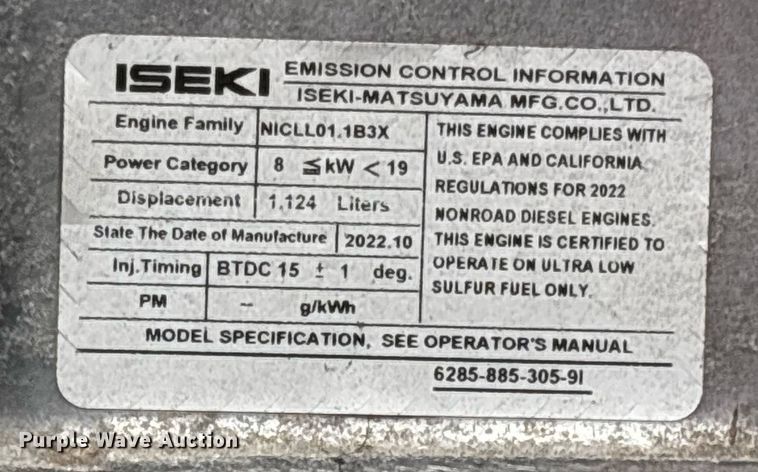 ISEKI
EMISSION CONTROL INFORMATION
ISEKI-MATSUYAMA MFG.CO.,LTD.
Engine Family NICLL01.1B3X
Power Category 8 ≦ kW < 19
Displacement 1.124 Liters
State The Date of Manufacture 2022.10
Inj.Timing BTDC 15 ± 1 deg.
PM – g/kWh
THIS ENGINE COMPLIES WITH
U.S. EPA AND CALIFORNIA
REGULATIONS FOR 2022
NONROAD DIESEL ENGINES.
THIS ENGINE IS CERTIFIED TO
OPERATE ON ULTRA LOW
SULFUR FUEL ONLY.
MODEL SPECIFICATION, SEE OPERATOR'S MANUAL
6285-885-305-9I
Purple Wave Auction